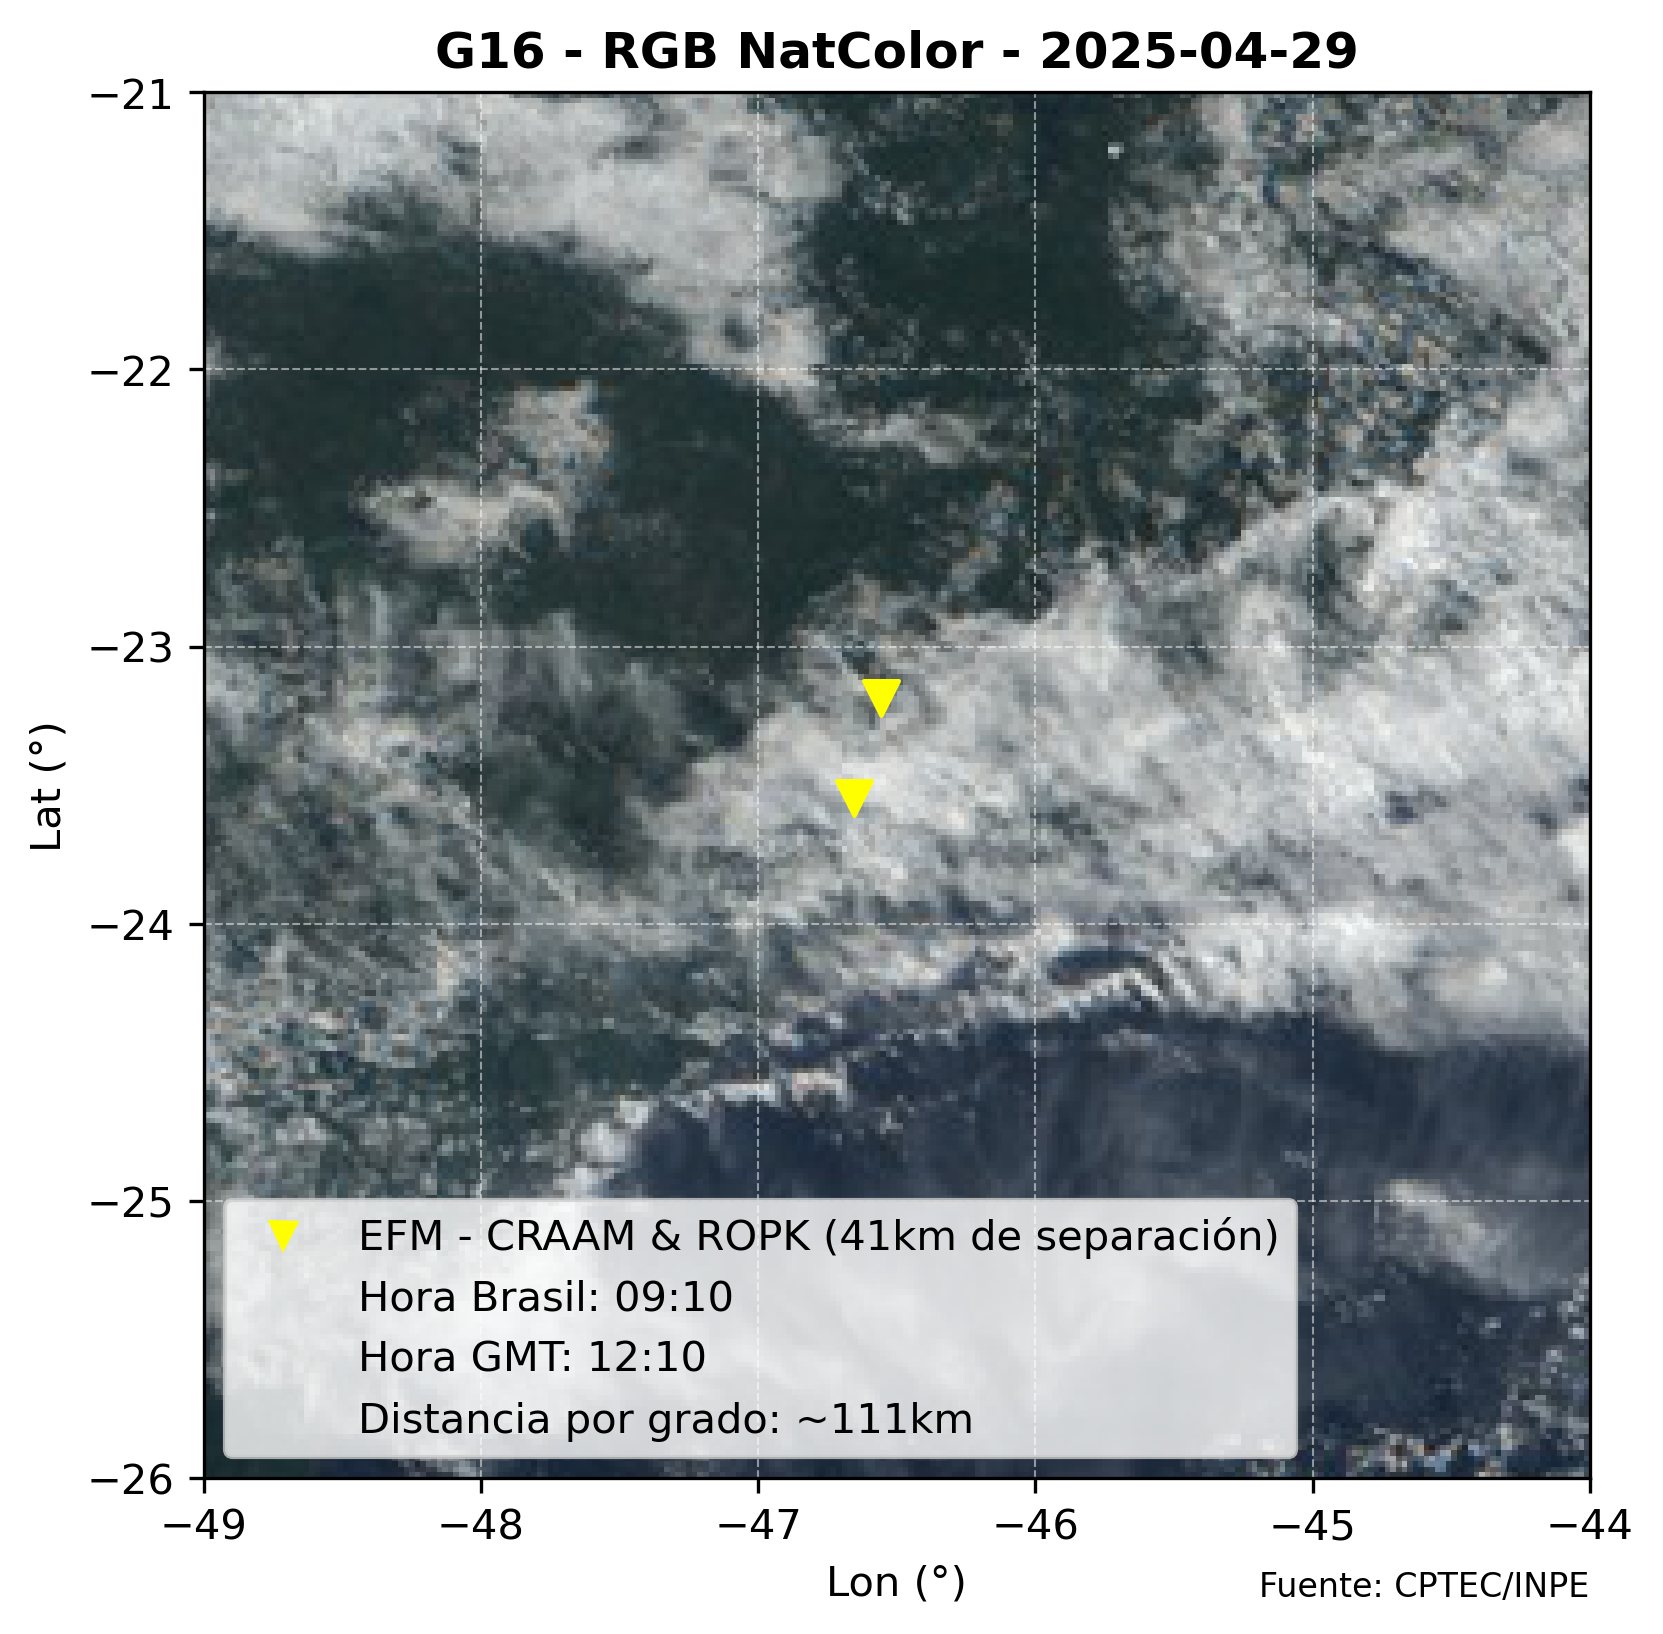 G16 - RGB NatColor - 2025-04-29
−21
−22
−23
−24
−25
−26
Lat (°)
EFM - CRAAM & ROPK (41km de separación)
Hora Brasil: 09:10
Hora GMT: 12:10
Distancia por grado: ~111km
−49 −48 −47 −46 −45 −44
Lon (°)
Fuente: CPTEC/INPE